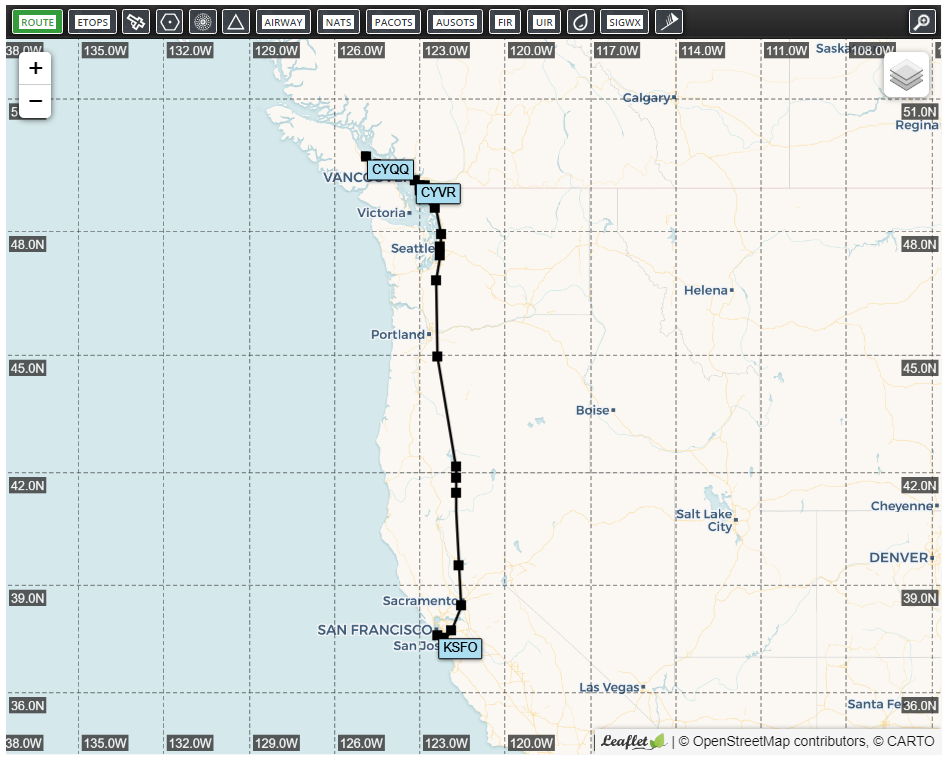 ROUTE ETOPS AIRWAY NATS PACOTS AUSOTS FIR UIR SIGWX
38.0W 135.0W 132.0W 129.0W 126.0W 123.0W 120.0W 117.0W 114.0W 111.0W 108.0W
Saska
+
−
Calgary
51.0N
Regina
CYQQ
VANCOU
CYVR
Victoria
48.0N Seattle 48.0N
Helena
Portland
45.0N 45.0N
Boise
42.0N 42.0N
Cheyenne
Salt Lake
City
DENVER
39.0N Sacramento 39.0N
SAN FRANCISCO
San Jos KSFO
Las Vegas
36.0N Santa Fe 36.0N
38.0W 135.0W 132.0W 129.0W 126.0W 123.0W 120.0W
Leaflet | © OpenStreetMap contributors, © CARTO